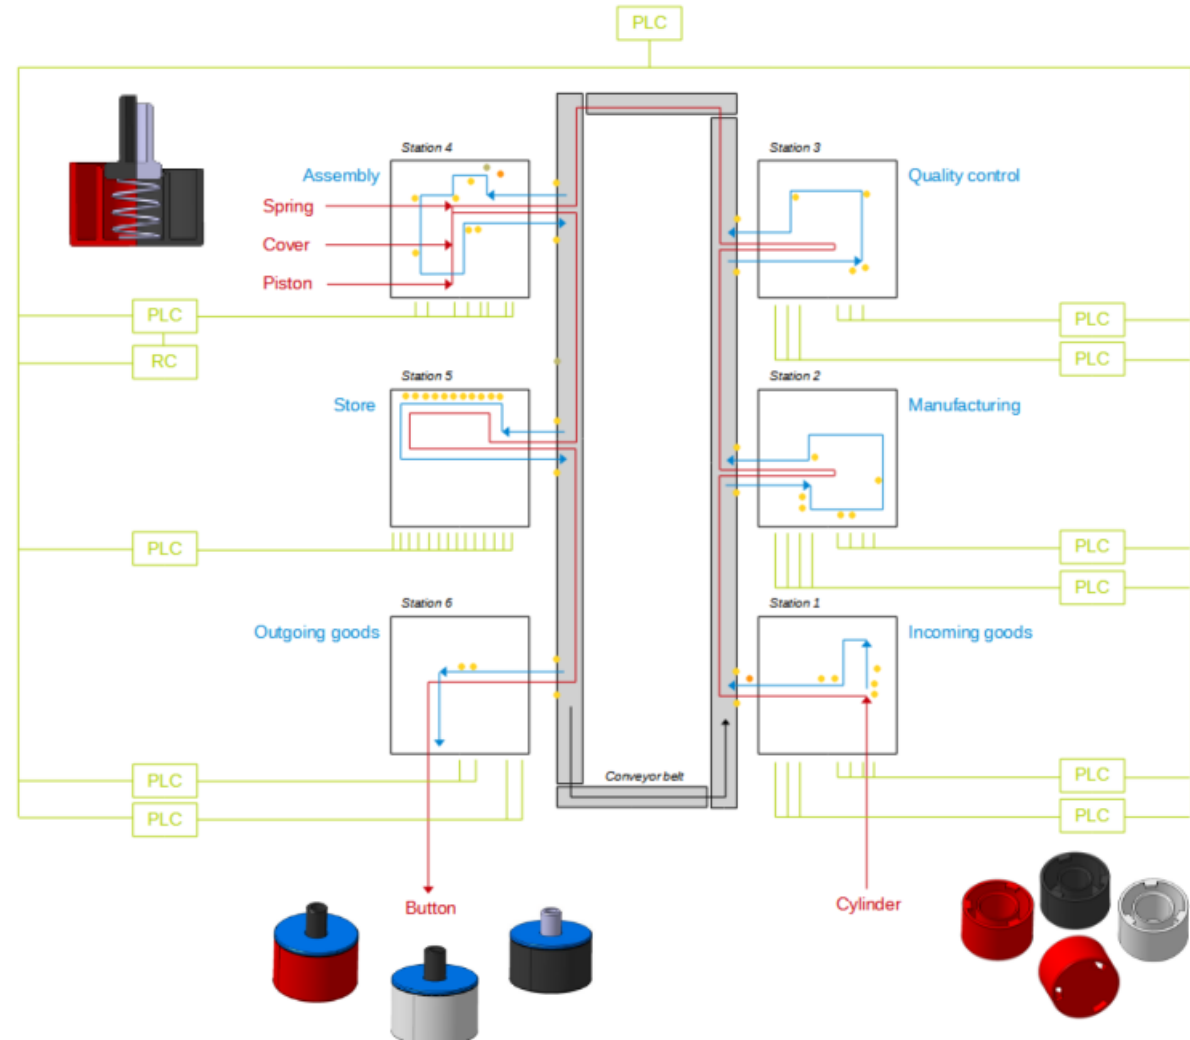 PLC
Station 4
Station 3
Assembly
Quality control
Spring
Cover
Piston
PLC
PLC
RC
PLC
Station 5
Station 2
Store
Manufacturing
PLC
PLC
PLC
Station 6
Station 1
Outgoing goods
Incoming goods
Conveyor belt
PLC
PLC
PLC
PLC
Button
Cylinder